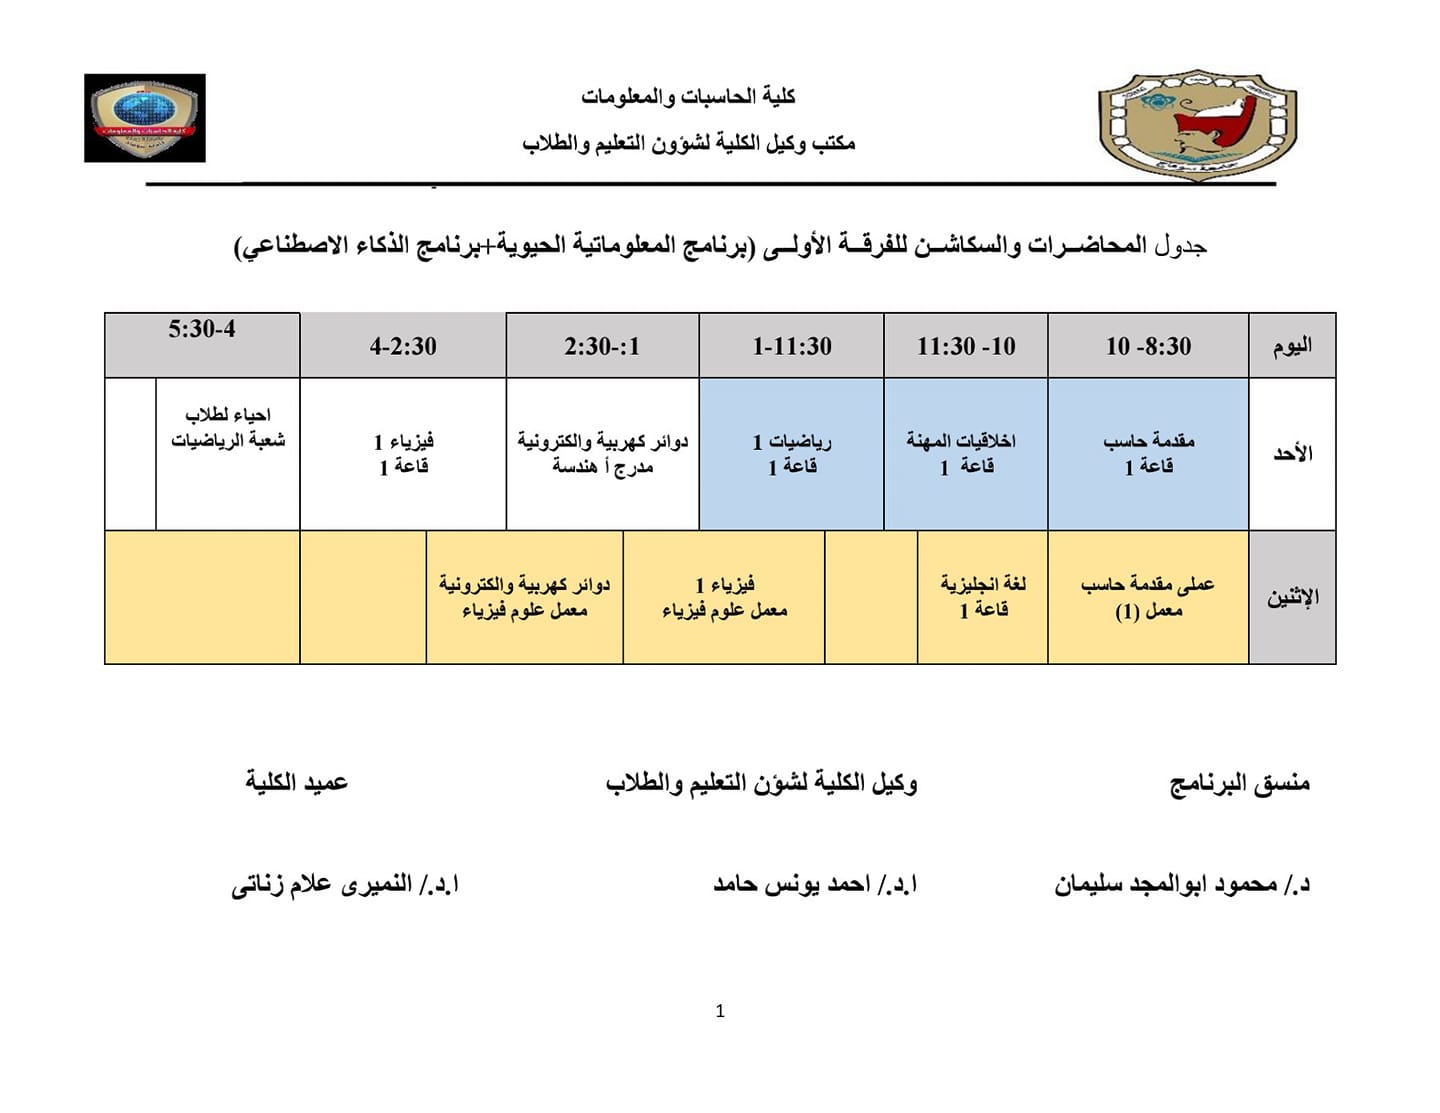 كلية الحاسبات والمعلومات
مكتب وكيل الكلية لشؤون التعليم والطلاب
جدول المحاضــرات والسكاشــن للفرقــة الأولــى (برنامج المعلوماتية الحيوية+برنامج الذكاء الاصطناعي)
اليوم
8:30- 10
10- 11:30
11:30-1
1:-2:30
2:30-4
4-5:30
الأحد
مقدمة حاسب
قاعة 1
اخلاقيات المهنة
قاعة 1
رياضيات 1
قاعة 1
دوائر كهربية والكترونية
مدرج أ هندسة
فيزياء 1
قاعة 1
احياء لطلاب
شعبة الرياضيات
الإثنين
عملى مقدمة حاسب
معمل (1)
لغة انجليزية
قاعة 1
فيزياء 1
معمل علوم فيزياء
دوائر كهربية والكترونية
معمل علوم فيزياء
منسق البرنامج
وكيل الكلية لشؤن التعليم والطلاب
عميد الكلية
د./ محمود ابوالمجد سليمان
ا.د./ احمد يونس حامد
ا.د./ النميرى علام زناتى
1